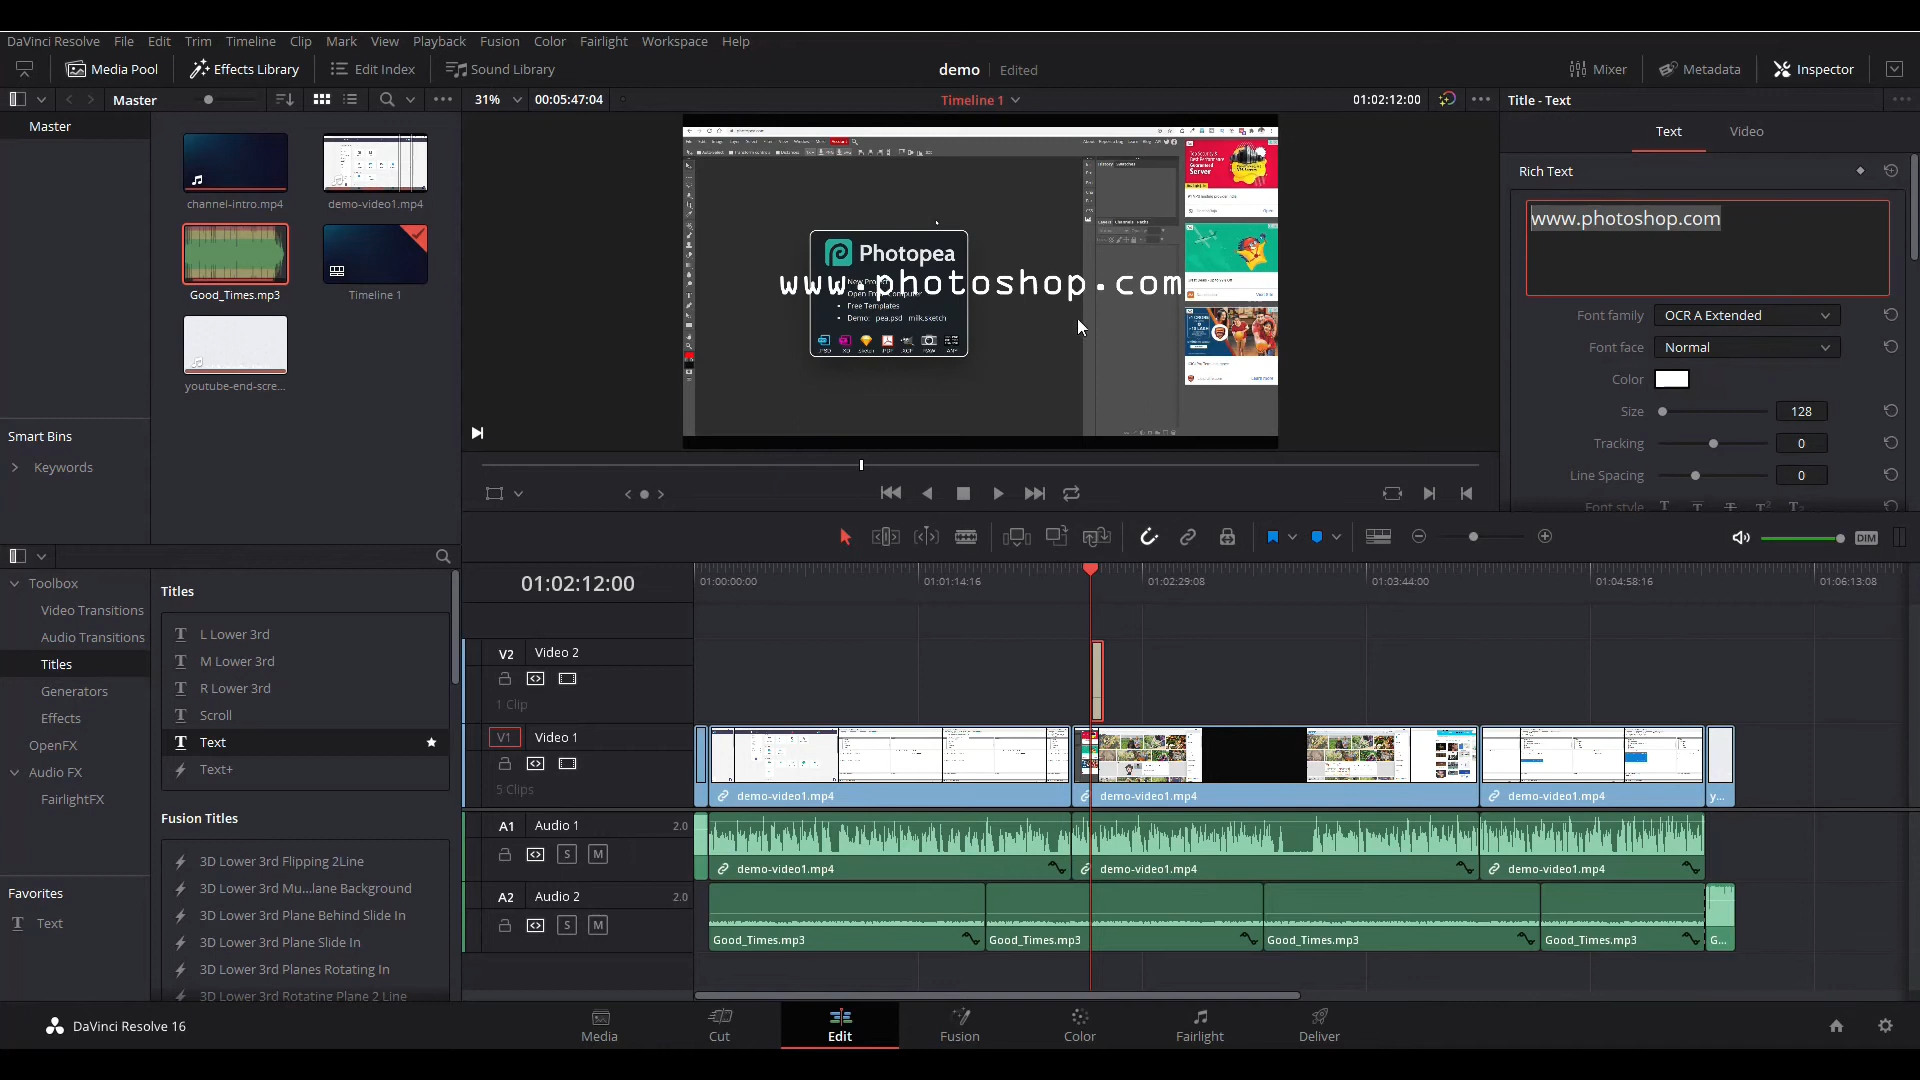 DaVinci Resolve File Edit Trim Timeline Clip Mark View Playback Fusion Color Fairlight Workspace Help
Media Pool Effects Library Edit Index Sound Library demo Edited Mixer Metadata Inspector
Master 31% 00:05:47:04 Timeline 1 01:02:12:00 Title - Text
Master
channel-intro.mp4 demo-video1.mp4
Good_Times.mp3 Timeline 1
youtube-end-scre...
Smart Bins
Keywords
Photopea
www.photoshop.com
Open From Computer
Free Templates
Demo: pea.psd milk.sketch
Text Video
Rich Text
www.photoshop.com
Font family OCR A Extended
Font face Normal
Color
Size 128
Tracking 0
Line Spacing 0
Font style
DIM
Toolbox
Video Transitions
Audio Transitions
Titles
Generators
Effects
OpenFX
Audio FX
FairlightFX
Favorites
Text
Titles
L Lower 3rd
M Lower 3rd
R Lower 3rd
Scroll
Text
Text+
Fusion Titles
3D Lower 3rd Flipping 2Line
3D Lower 3rd Mu...lane Background
3D Lower 3rd Plane Behind Slide In
3D Lower 3rd Plane Slide In
3D Lower 3rd Planes Rotating In
3D Lower 3rd Rotating Plane 2 Line
01:02:12:00 01:00:00:00 01:01:14:16 01:02:29:08 01:03:44:00 01:04:58:16 01:06:13:08
V2 Video 2
1 Clip
V1 Video 1
5 Clips
demo-video1.mp4 demo-video1.mp4 demo-video1.mp4 y...
A1 Audio 1 2.0
S M
demo-video1.mp4 demo-video1.mp4 demo-video1.mp4
A2 Audio 2 2.0
S M
Good_Times.mp3 Good_Times.mp3 Good_Times.mp3 Good_Times.mp3 G...
DaVinci Resolve 16
Media Cut Edit Fusion Color Fairlight Deliver